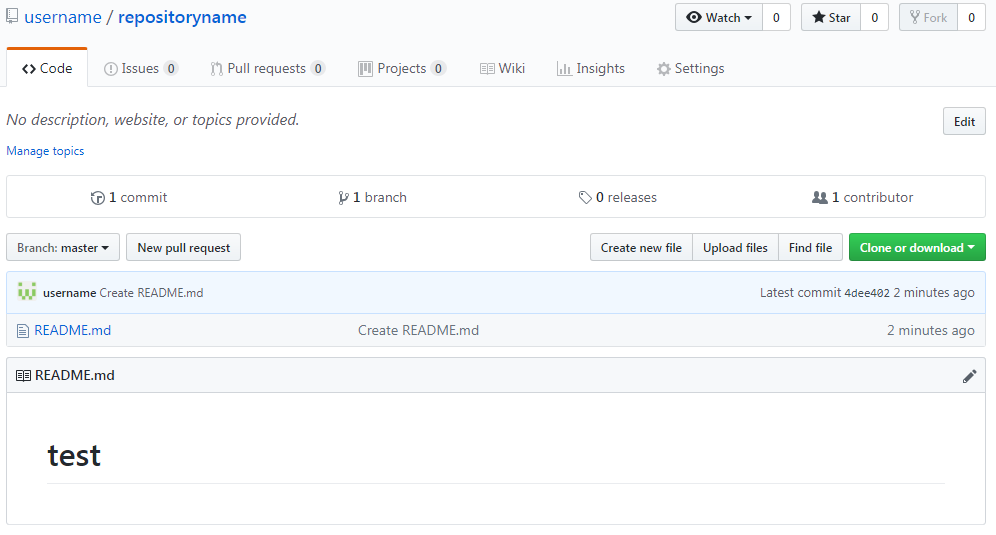 username / repositoryname
Watch 0 Star 0 Fork 0
Code Issues 0 Pull requests 0 Projects 0 Wiki Insights Settings
No description, website, or topics provided.
Edit
Manage topics
1 commit 1 branch 0 releases 1 contributor
Branch: master New pull request Create new file Upload files Find file Clone or download
username Create README.md Latest commit 4dee402 2 minutes ago
README.md Create README.md 2 minutes ago
README.md
test